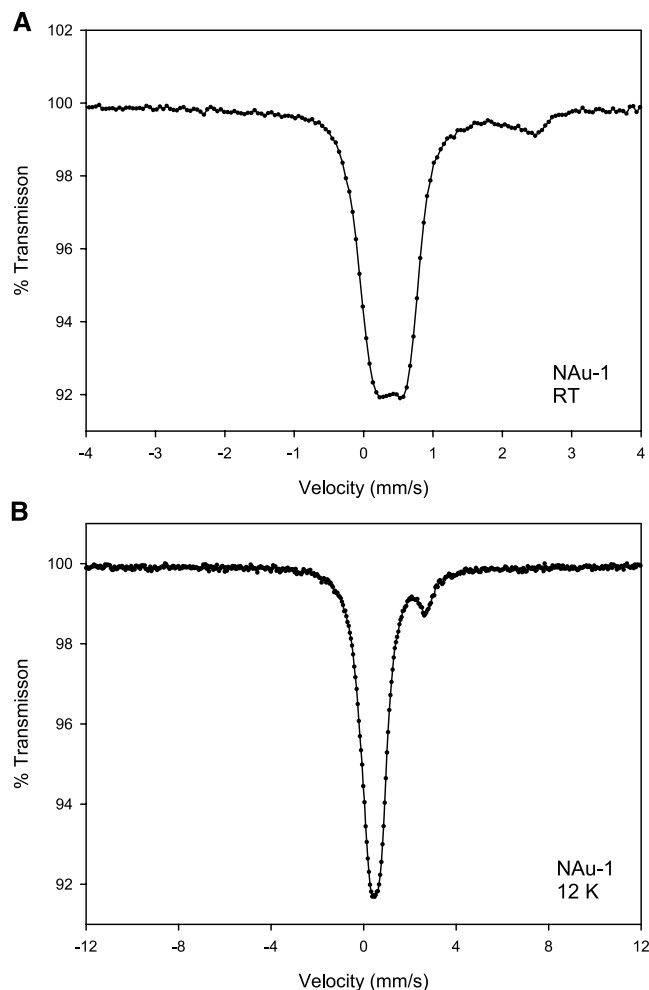 A
102
100
98
96
94
92
% Transmisson
NAu-1
RT
-4 -3 -2 -1 0 1 2 3 4
Velocity (mm/s)
B
100
98
96
94
92
% Transmisson
NAu-1
12 K
-12 -8 -4 0 4 8 12
Velocity (mm/s)